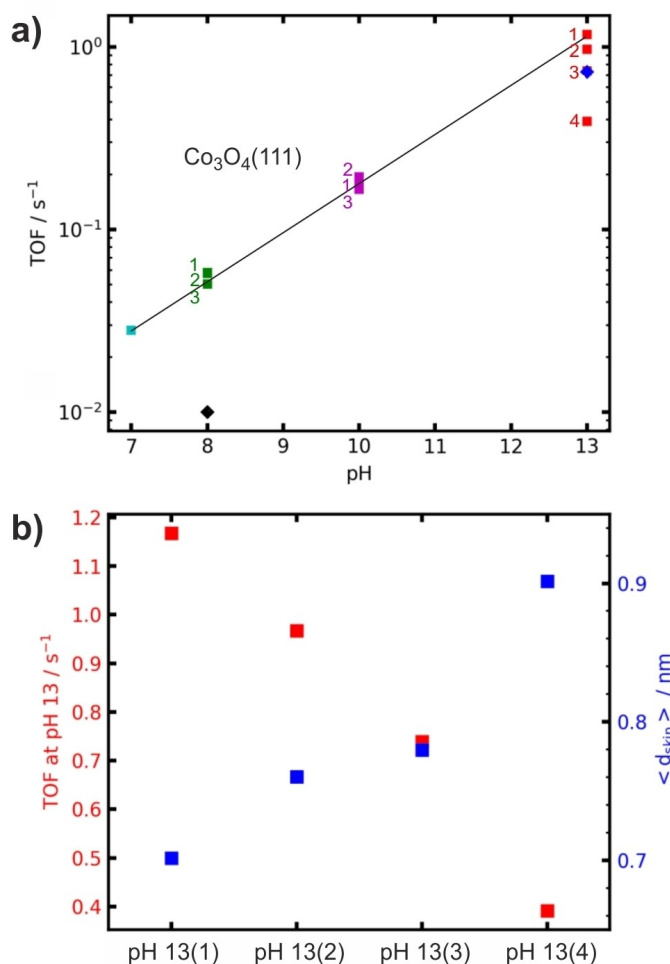 a)
TOF / s⁻¹
10⁰
10⁻¹
10⁻²
Co₃O₄(111)
1
2
3
4
2
1
3
1
2
3
7 8 9 10 11 12 13
pH
b)
TOF at pH 13 / s⁻¹
1.2
1.1
1.0
0.9
0.8
0.7
0.6
0.5
0.4
0.9
0.8
0.7
< d_skin > / nm
pH 13(1) pH 13(2) pH 13(3) pH 13(4)